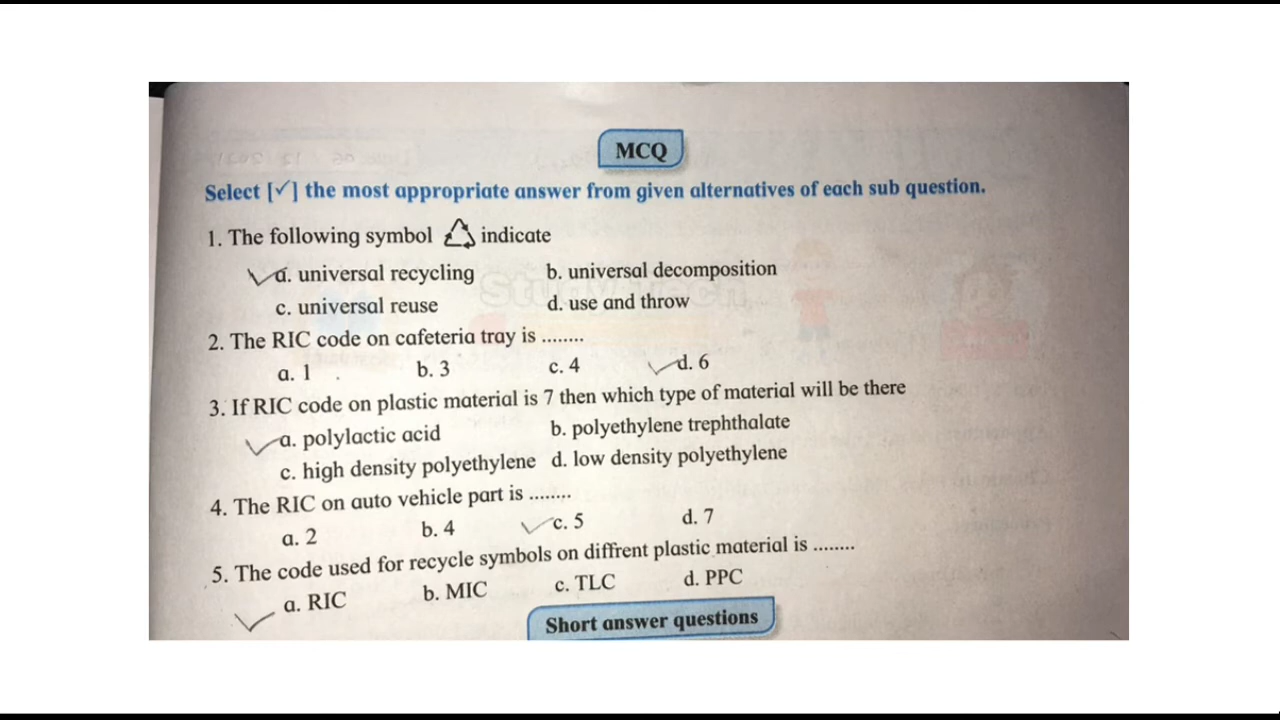 MCQ
Select [✓] the most appropriate answer from given alternatives of each sub question.
1. The following symbol indicate
a. universal recycling b. universal decomposition
c. universal reuse d. use and throw
2. The RIC code on cafeteria tray is ........
a. 1 b. 3 c. 4 d. 6
3. If RIC code on plastic material is 7 then which type of material will be there
a. polylactic acid b. polyethylene trephthalate
c. high density polyethylene d. low density polyethylene
4. The RIC on auto vehicle part is ........
a. 2 b. 4 c. 5 d. 7
5. The code used for recycle symbols on diffrent plastic material is ........
a. RIC b. MIC c. TLC d. PPC
Short answer questions